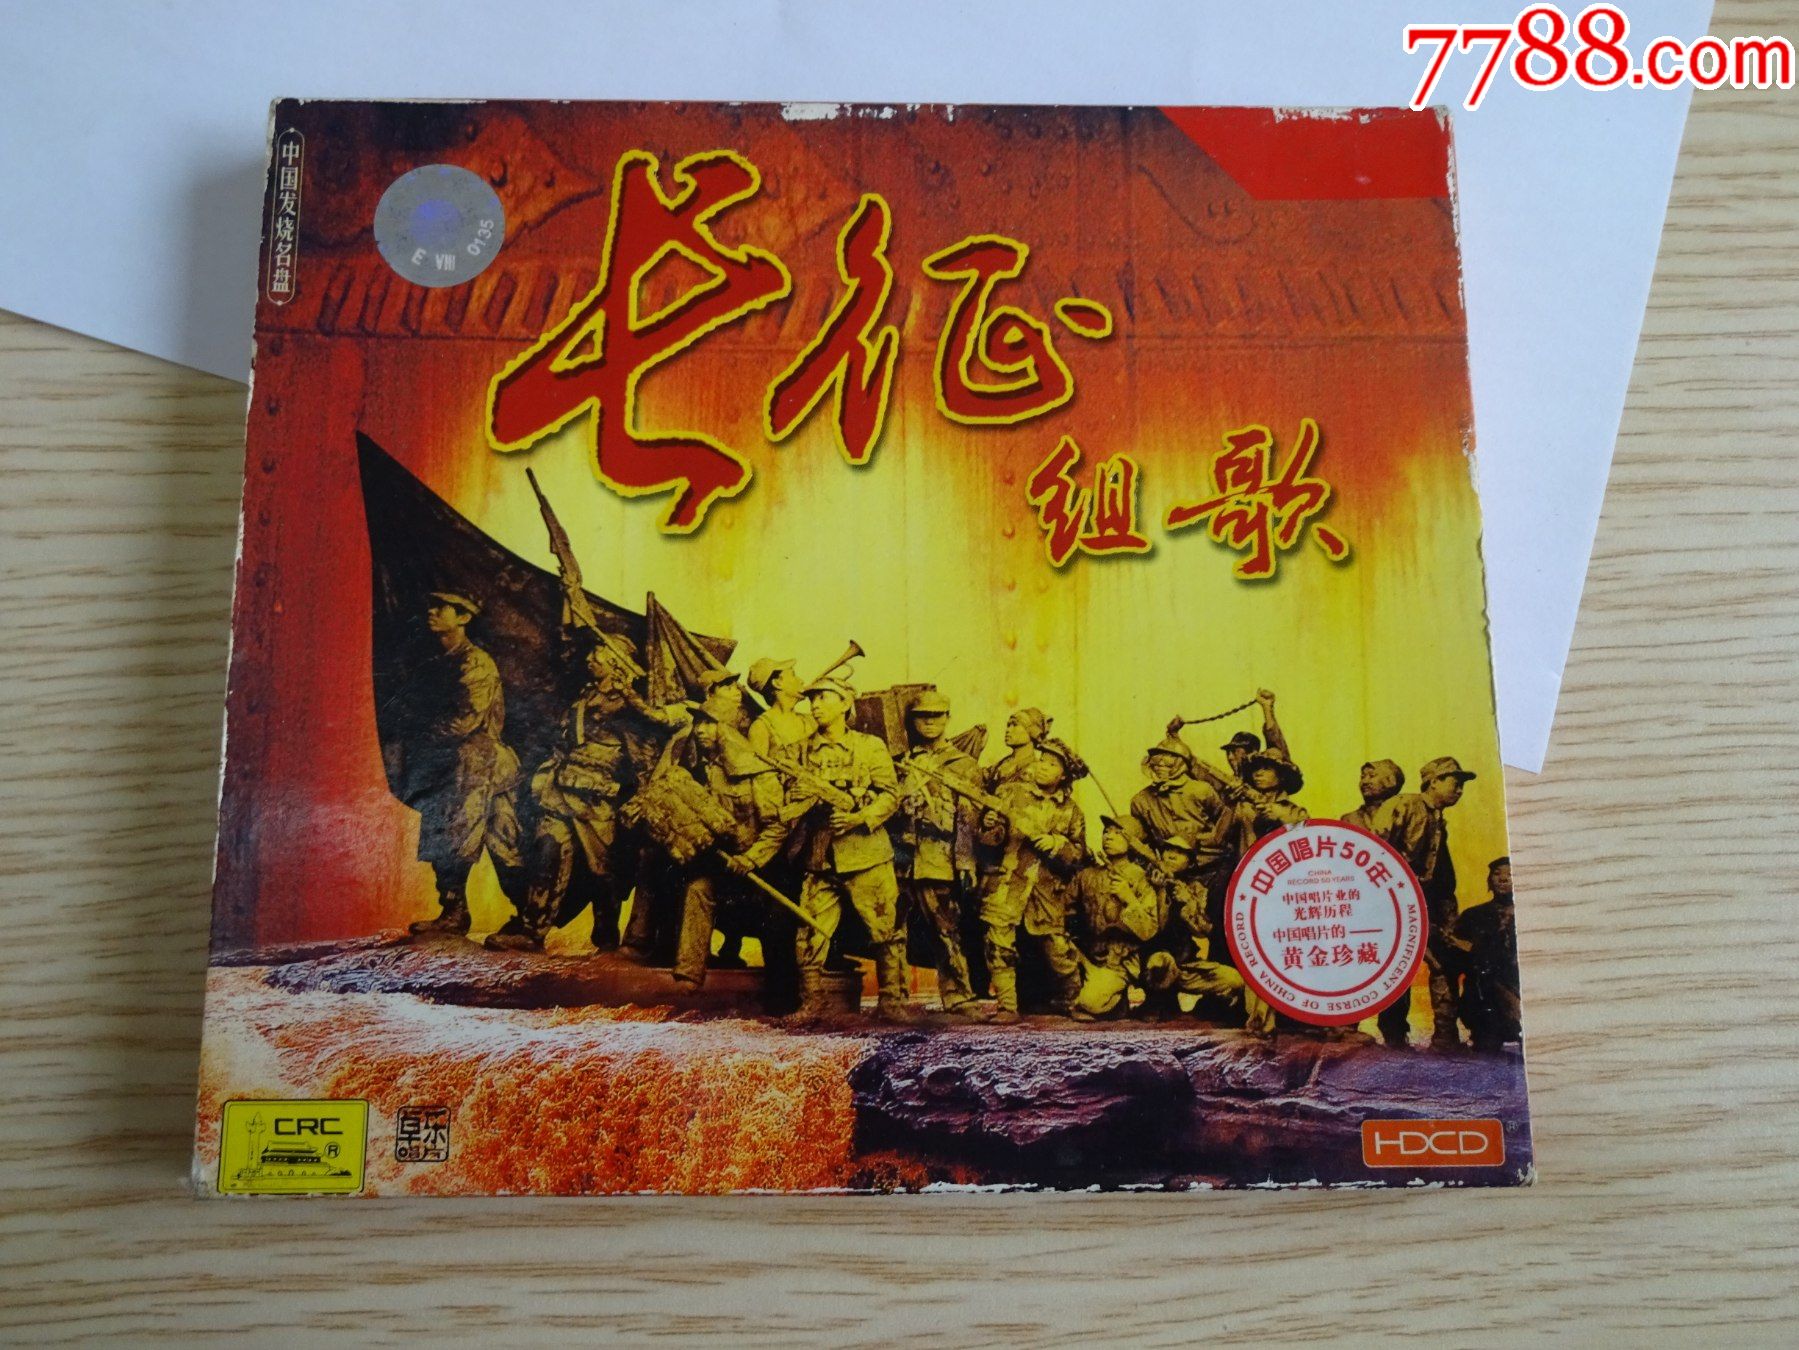 7788.com
中国发烧名盘
E VIII 0135
长征
组歌
中国唱片50年
CHINA
RECORD 50 YEARS
中国唱片业的
光辉历程
中国唱片的——
黄金珍藏
MAGNIFICENT COURSE OF CHINA RECORD
CRC
®
HDCD®